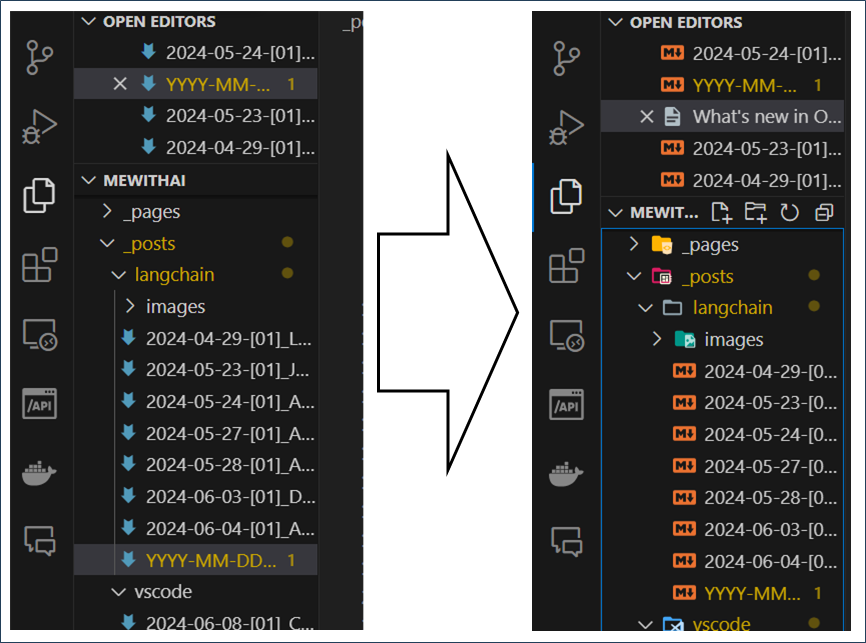 OPEN EDITORS
2024-05-24-[01]...
YYYY-MM-... 1
2024-05-23-[01]...
2024-04-29-[01]...
MEWITHAI
_pages
_posts
langchain
images
2024-04-29-[01]_L...
2024-05-23-[01]_J...
2024-05-24-[01]_A...
2024-05-27-[01]_A...
2024-05-28-[01]_A...
2024-06-03-[01]_D...
2024-06-04-[01]_A...
YYYY-MM-DD... 1
vscode
2024-06-08-[01]_C...
_po
/API
OPEN EDITORS
2024-05-24-[01]...
YYYY-MM-... 1
What's new in O...
2024-05-23-[01]...
2024-04-29-[01]...
MEWIT...
_pages
_posts
langchain
images
2024-04-29-[0...
2024-05-23-[0...
2024-05-24-[0...
2024-05-27-[0...
2024-05-28-[0...
2024-06-03-[0...
2024-06-04-[0...
YYYY-MM... 1
vscode
/API